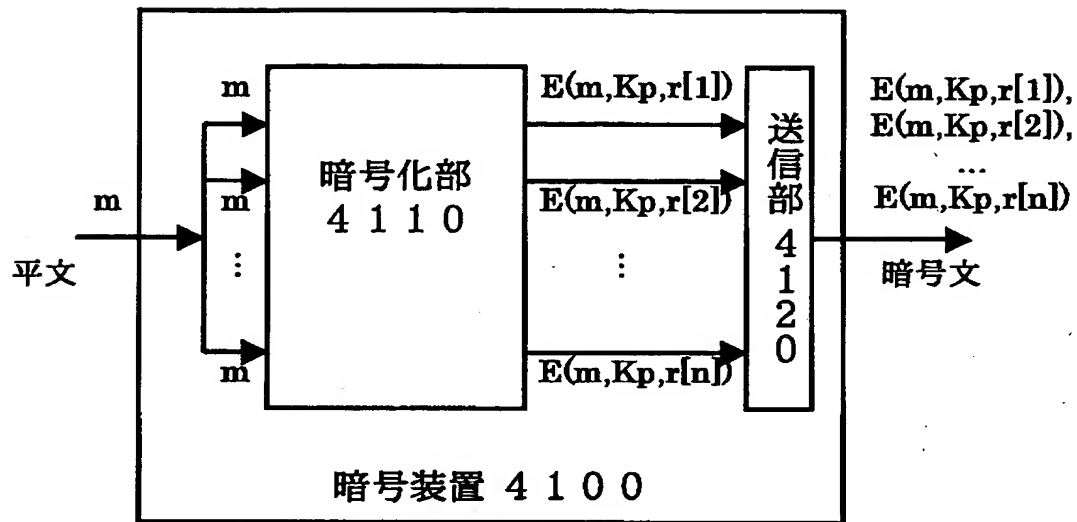 m
平文
m
m
⋮
m
暗号化部
４１１０
E(m,Kp,r[1])
E(m,Kp,r[2])
⋮
E(m,Kp,r[n])
送信部 ４１２０
E(m,Kp,r[1]),
E(m,Kp,r[2]),
…
E(m,Kp,r[n])
暗号文
暗号装置 ４１００